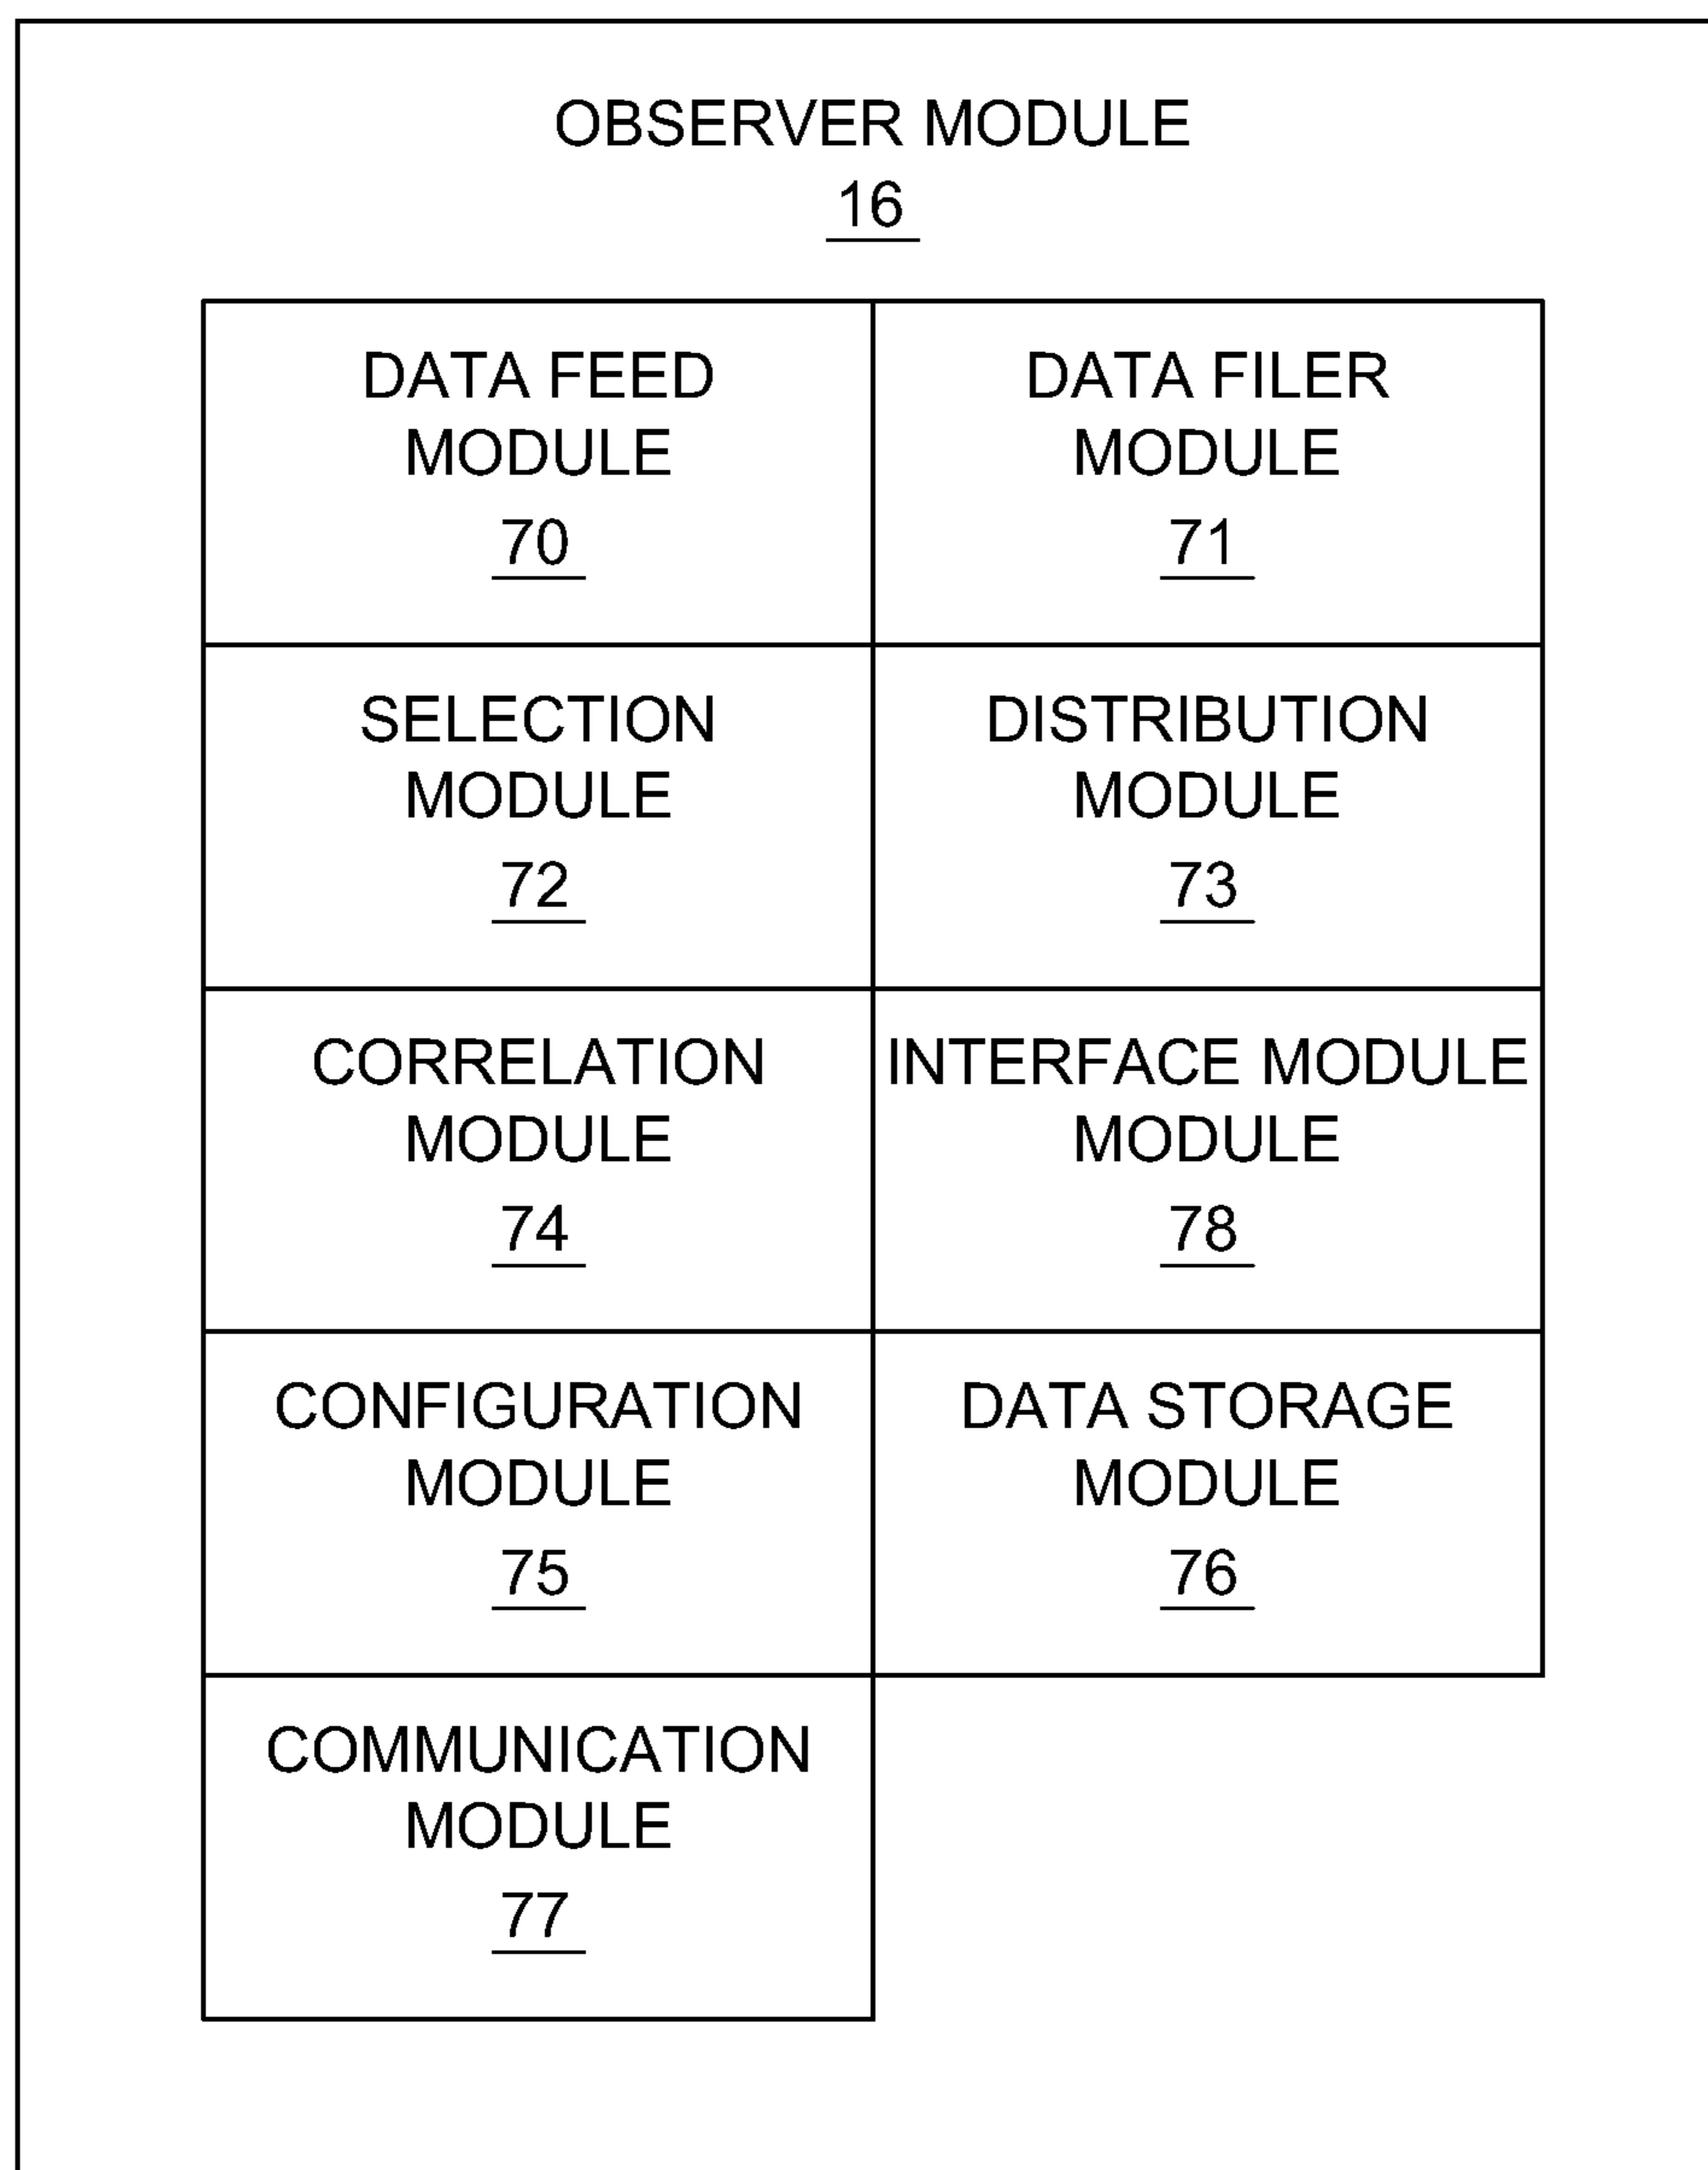 OBSERVER MODULE
16
DATA FEED
MODULE
70
DATA FILER
MODULE
71
SELECTION
MODULE
72
DISTRIBUTION
MODULE
73
CORRELATION
MODULE
74
INTERFACE MODULE
MODULE
78
CONFIGURATION
MODULE
75
DATA STORAGE
MODULE
76
COMMUNICATION
MODULE
77